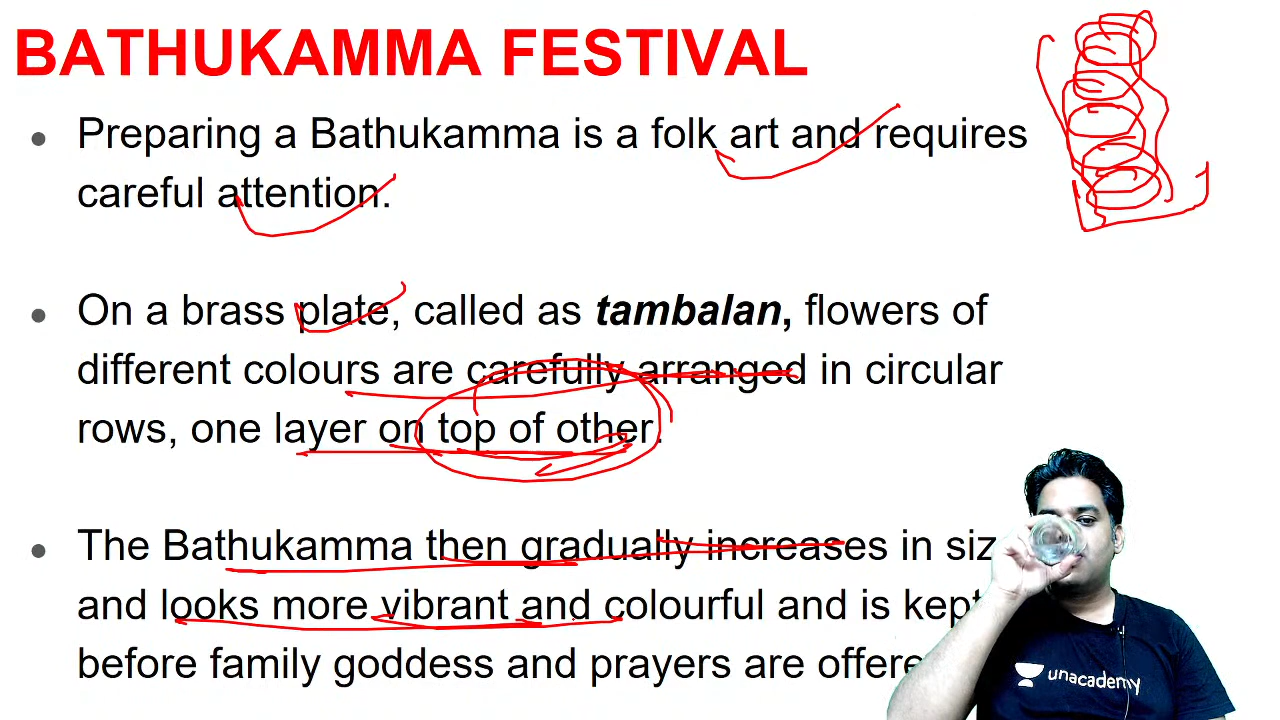 BATHUKAMMA FESTIVAL
● Preparing a Bathukamma is a folk art and requires
careful attention.
● On a brass plate, called as tambalan, flowers of
different colours are carefully arranged in circular
rows, one layer on top of other.
● The Bathukamma then gradually increases in siz
and looks more vibrant and colourful and is kept
before family goddess and prayers are offere
unacademy